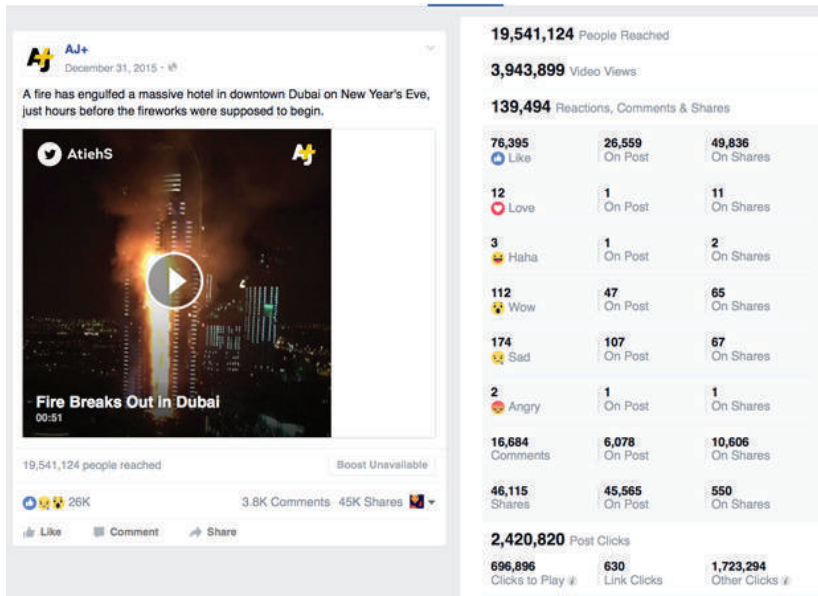 AJ+
December 31, 2015 ·
A fire has engulfed a massive hotel in downtown Dubai on New Year's Eve,
just hours before the fireworks were supposed to begin.
AtiehS
AJ+
Fire Breaks Out in Dubai
00:51
19,541,124 people reached
Boost Unavailable
26K
3.8K Comments 45K Shares
Like Comment Share
19,541,124 People Reached
3,943,899 Video Views
139,494 Reactions, Comments & Shares
76,395 26,559 49,836
Like On Post On Shares
12 1 11
Love On Post On Shares
3 1 2
Haha On Post On Shares
112 47 65
Wow On Post On Shares
174 107 67
Sad On Post On Shares
2 1 1
Angry On Post On Shares
16,684 6,078 10,606
Comments On Post On Shares
46,115 45,565 550
Shares On Post On Shares
2,420,820 Post Clicks
696,896 630 1,723,294
Clicks to Play i Link Clicks Other Clicks i